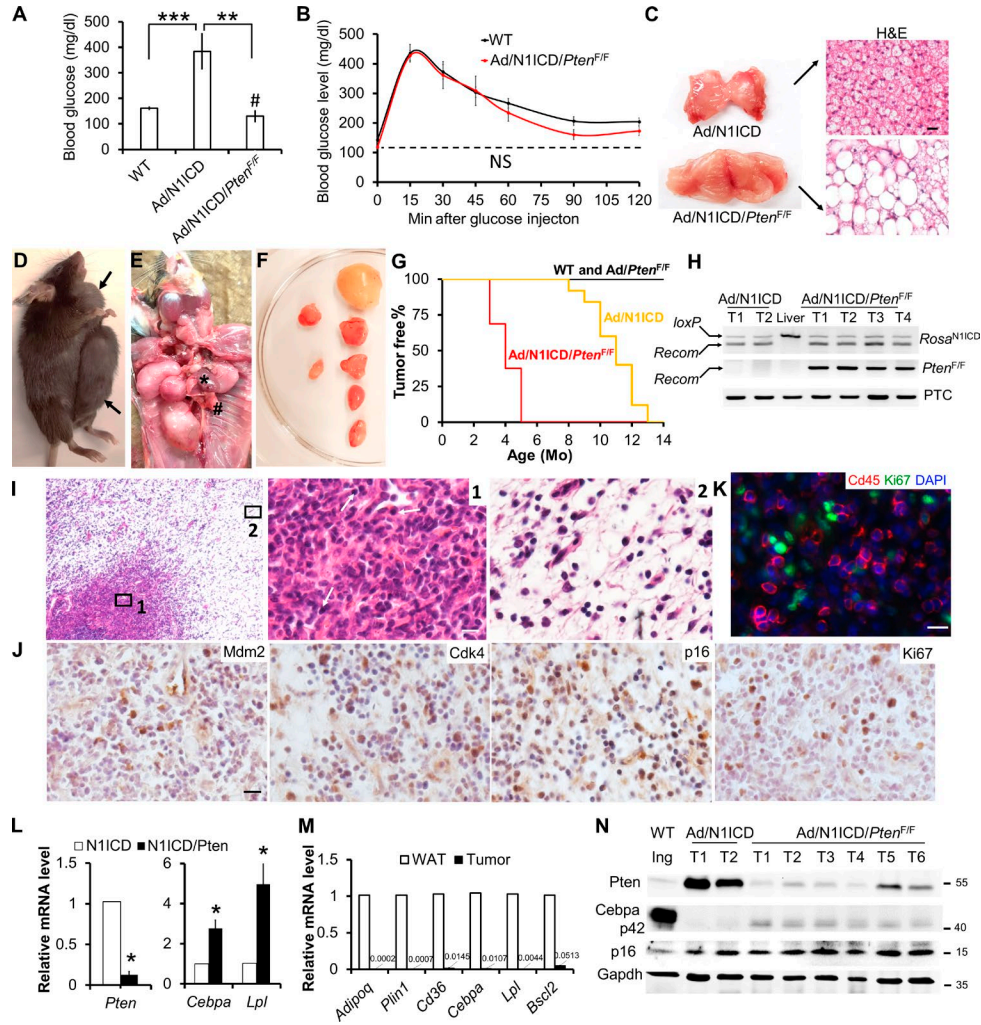 A
***
**
#
Blood glucose (mg/dl)
500
400
300
200
100
0
WT
Ad/N1ICD
Ad/N1ICD/PtenF/F
B
Blood glucose level (mg/dl)
600
500
400
300
200
100
0
WT
Ad/N1ICD/PtenF/F
NS
0 15 30 45 60 75 90 105 120
Min after glucose injecton
C
H&E
Ad/N1ICD
Ad/N1ICD/PtenF/F
D
E
*
#
F
G
Tumor free%
100
75
50
25
0
WT and Ad/PtenF/F
Ad/N1ICD
Ad/N1ICD/PtenF/F
0 2 4 6 8 10 12 14
Age (Mo)
H
Ad/N1ICD Ad/N1ICD/PtenF/F
T1 T2 Liver T1 T2 T3 T4
loxP
Recom
Recom
RosaN1ICD
PtenF/F
PTC
I
2
1
1
2
K
Cd45 Ki67 DAPI
J
Mdm2
Cdk4
p16
Ki67
L
N1ICD N1ICD/Pten
Relative mRNA level
1.5
1
0.5
0
*
Pten
6
4
2
0
*
*
Cebpa Lpl
M
WAT Tumor
Relative mRNA level
1.5
1
0.5
0
0.0002 0.0007 0.0145 0.0107 0.0044 0.0513
Adipoq Plin1 Cd36 Cebpa Lpl Bscl2
N
WT Ad/N1ICD Ad/N1ICD/PtenF/F
Ing T1 T2 T1 T2 T3 T4 T5 T6
Pten
55
Cebpa
p42
40
p16
15
Gapdh
35